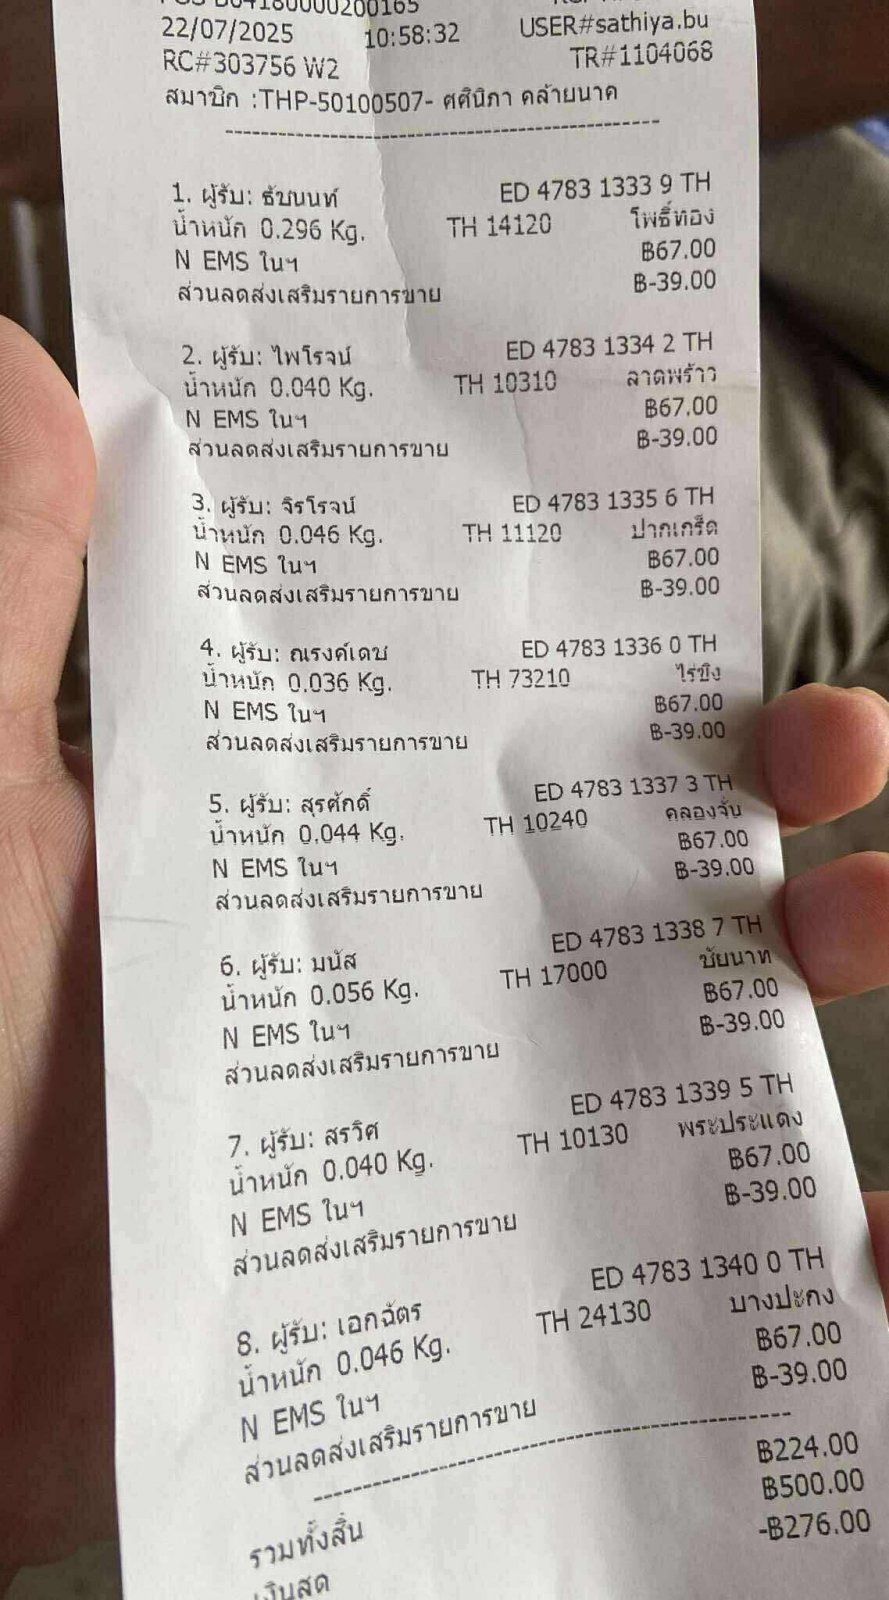 22/07/2025 10:58:32 USER#sathiya.bu
RC#303756 W2 TR#1104068
สมาชิก :THP-50100507- ศศินิภา คล้ายนาค
1. ผู้รับ: ธัชนนท์ ED 4783 1333 9 TH
น้ำหนัก 0.296 Kg. TH 14120 โพธิ์ทอง
N EMS ในฯ ฿67.00
ส่วนลดส่งเสริมรายการขาย ฿-39.00
2. ผู้รับ: ไพโรจน์ ED 4783 1334 2 TH
น้ำหนัก 0.040 Kg. TH 10310 ลาดพร้าว
N EMS ในฯ ฿67.00
ส่วนลดส่งเสริมรายการขาย ฿-39.00
3. ผู้รับ: จิรโรจน์ ED 4783 1335 6 TH
น้ำหนัก 0.046 Kg. TH 11120 ปากเกร็ด
N EMS ในฯ ฿67.00
ส่วนลดส่งเสริมรายการขาย ฿-39.00
4. ผู้รับ: ณรงค์เดช ED 4783 1336 0 TH
น้ำหนัก 0.036 Kg. TH 73210 ไร่ขิง
N EMS ในฯ ฿67.00
ส่วนลดส่งเสริมรายการขาย ฿-39.00
5. ผู้รับ: สุรศักดิ์ ED 4783 1337 3 TH
น้ำหนัก 0.044 Kg. TH 10240 คลองจั่น
N EMS ในฯ ฿67.00
ส่วนลดส่งเสริมรายการขาย ฿-39.00
6. ผู้รับ: มนัส ED 4783 1338 7 TH
น้ำหนัก 0.056 Kg. TH 17000 ชัยนาท
N EMS ในฯ ฿67.00
ส่วนลดส่งเสริมรายการขาย ฿-39.00
7. ผู้รับ: สรวิศ ED 4783 1339 5 TH
น้ำหนัก 0.040 Kg. TH 10130 พระประแดง
N EMS ในฯ ฿67.00
ส่วนลดส่งเสริมรายการขาย ฿-39.00
8. ผู้รับ: เอกฉัตร ED 4783 1340 0 TH
น้ำหนัก 0.046 Kg. TH 24130 บางปะกง
N EMS ในฯ ฿67.00
ส่วนลดส่งเสริมรายการขาย ฿-39.00
รวมทั้งสิ้น ฿224.00
เงินสด ฿500.00
-฿276.00